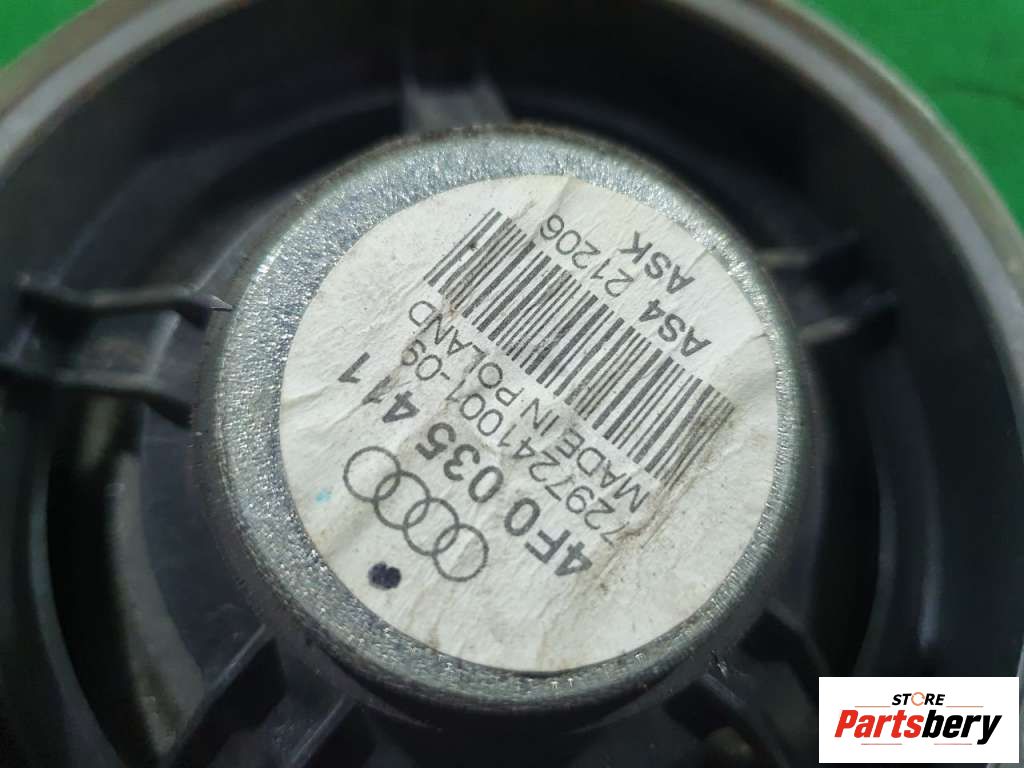 4F0 035 411
7297241001-09
MADE IN POLAND
AS4 21206
ASK
STORE
Partsbery